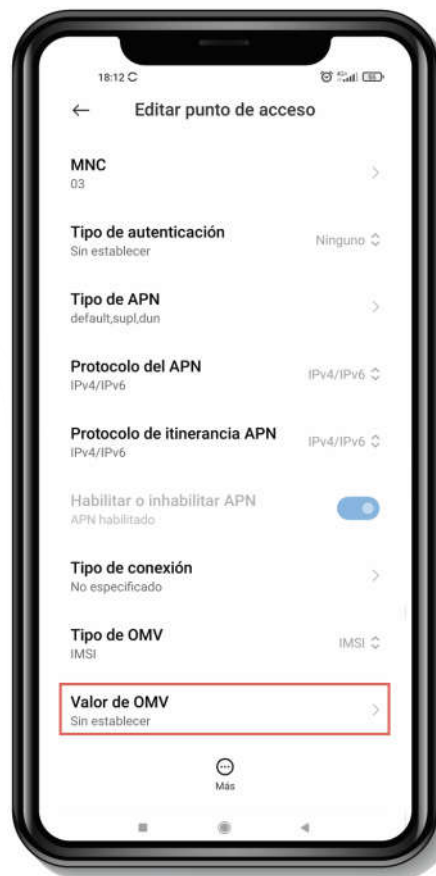 18:12
Editar punto de acceso
MNC
03
Tipo de autenticación
Sin establecer
Ninguno
Tipo de APN
default,supl,dun
Protocolo del APN
IPv4/IPv6
IPv4/IPv6
Protocolo de itinerancia APN
IPv4/IPv6
IPv4/IPv6
Habilitar o inhabilitar APN
APN habilitado
Tipo de conexión
No especificado
Tipo de OMV
IMSI
IMSI
Valor de OMV
Sin establecer
Más